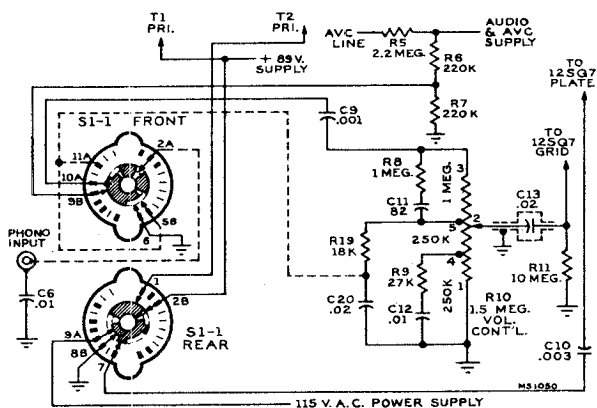 T1
PRI.
T2
PRI.
+ 89 V.
SUPPLY
AVC
LINE
R5
2.2 MEG.
AUDIO
& AVC
SUPPLY
R6
220K
R7
220K
TO
12SQ7
PLATE
TO
12SQ7
GRID
C9
.001
S1-1 FRONT
2A
11A
10A
9B
5B
6
R8
1 MEG.
C11
82
1 MEG.
3
2
5
250K
4
250K
1
C13
.02
R19
18K
R9
27K
C20
.02
C12
.01
R10
1.5 MEG.
VOL.
CONT'L.
R11
10 MEG.
C10
.003
PHONO
INPUT
C6
.01
1
2B
9A
8B
7
S1-1
REAR
MS1050
115 V. A.C. POWER SUPPLY